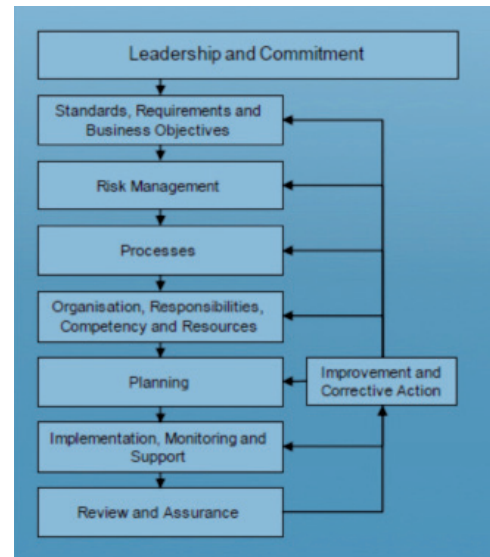 Leadership and Commitment
Standards, Requirements and
Business Objectives
Risk Management
Processes
Organisation, Responsibilities,
Competency and Resources
Planning
Improvement and
Corrective Action
Implementation, Monitoring and
Support
Review and Assurance